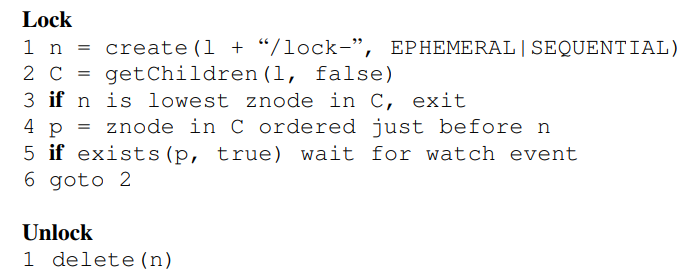 Lock
1 n = create(l + “/lock-”, EPHEMERAL|SEQUENTIAL)
2 C = getChildren(l, false)
3 if n is lowest znode in C, exit
4 p = znode in C ordered just before n
5 if exists(p, true) wait for watch event
6 goto 2
Unlock
1 delete(n)